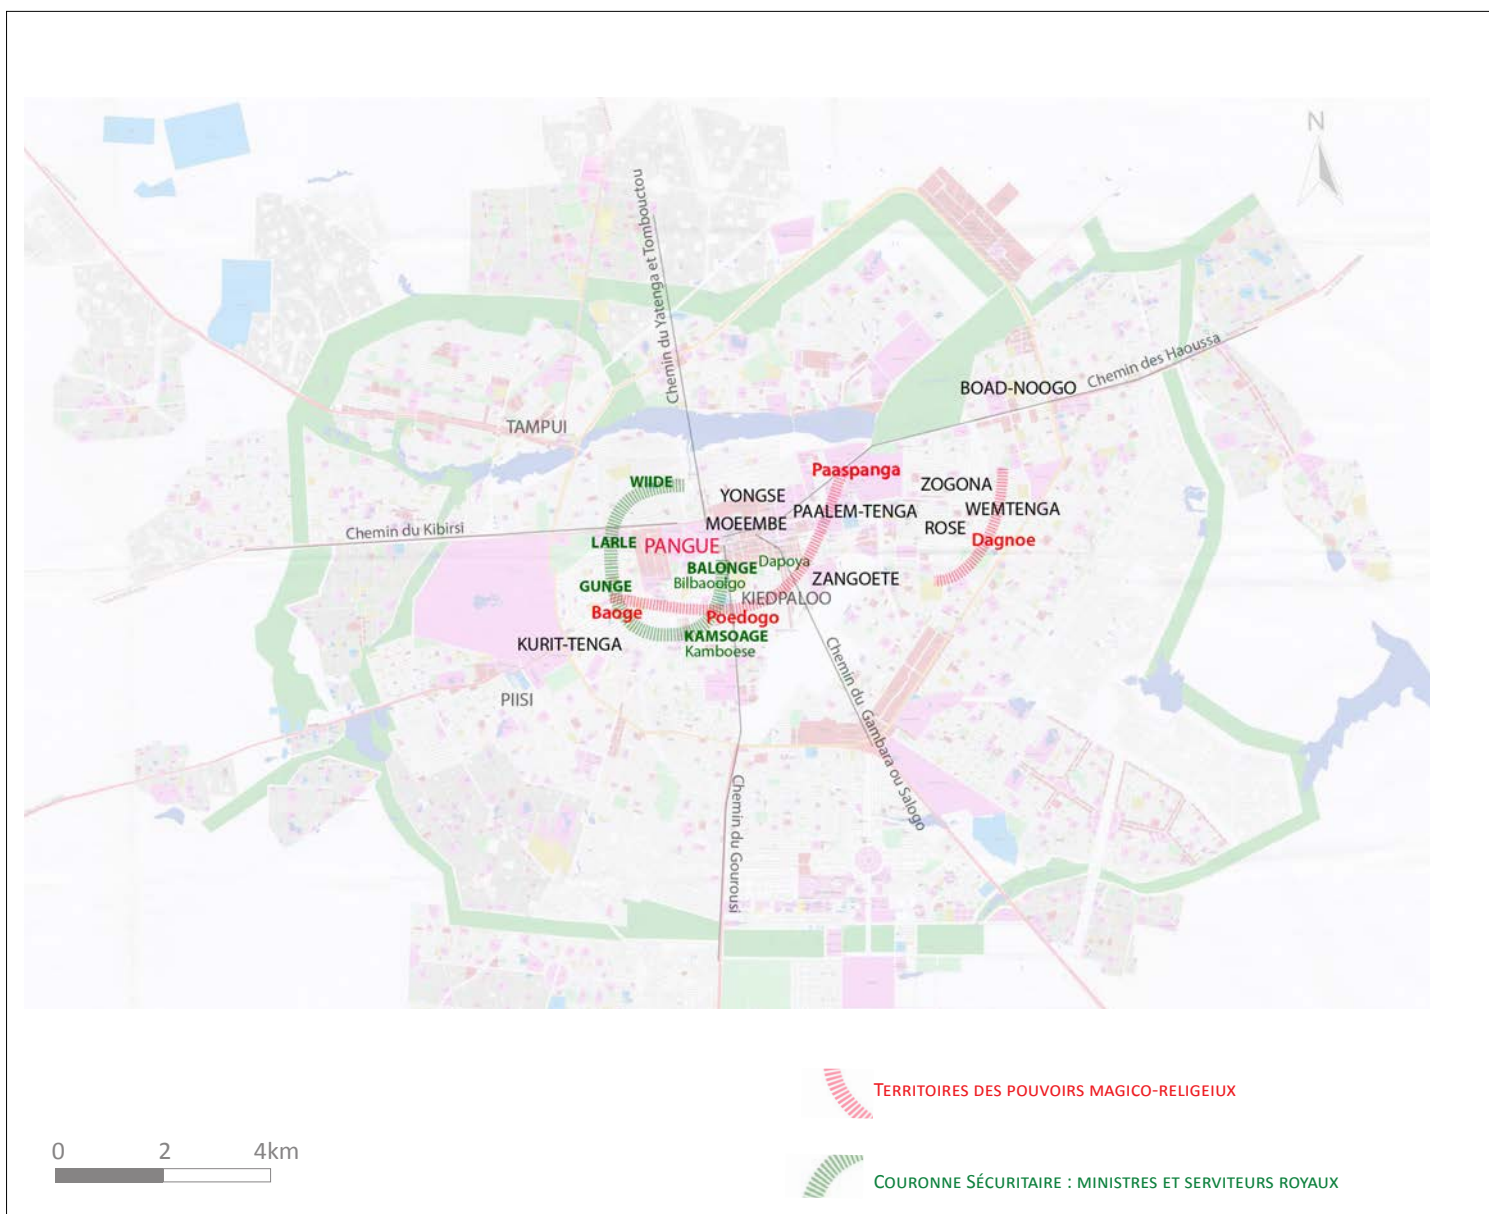 N
Chemin du Yatenga et Tombouctou
Chemin des Haoussa
BOAD-NOOGO
TAMPUI
Paaspanga
WIIDE
ZOGONA
YONGSE
WEMTENGA
PAALEM-TENGA
MOEEMBE
ROSE
Chemin du Kibirsi
LARLE
PANGUE
Dagnoe
Dapoya
BALONGE
Bilbaooigo
ZANGOETE
GUNGE
KIEDPALOO
Baoge
Poedogo
KAMSOAGE
Kamboese
KURIT-TENGA
PIISI
Chemin du Gambara ou Salogo
Chemin du Gourousi
TERRITOIRES DES POUVOIRS MAGICO-RELIGEIUX
0 2 4km
COURONNE SÉCURITAIRE : MINISTRES ET SERVITEURS ROYAUX